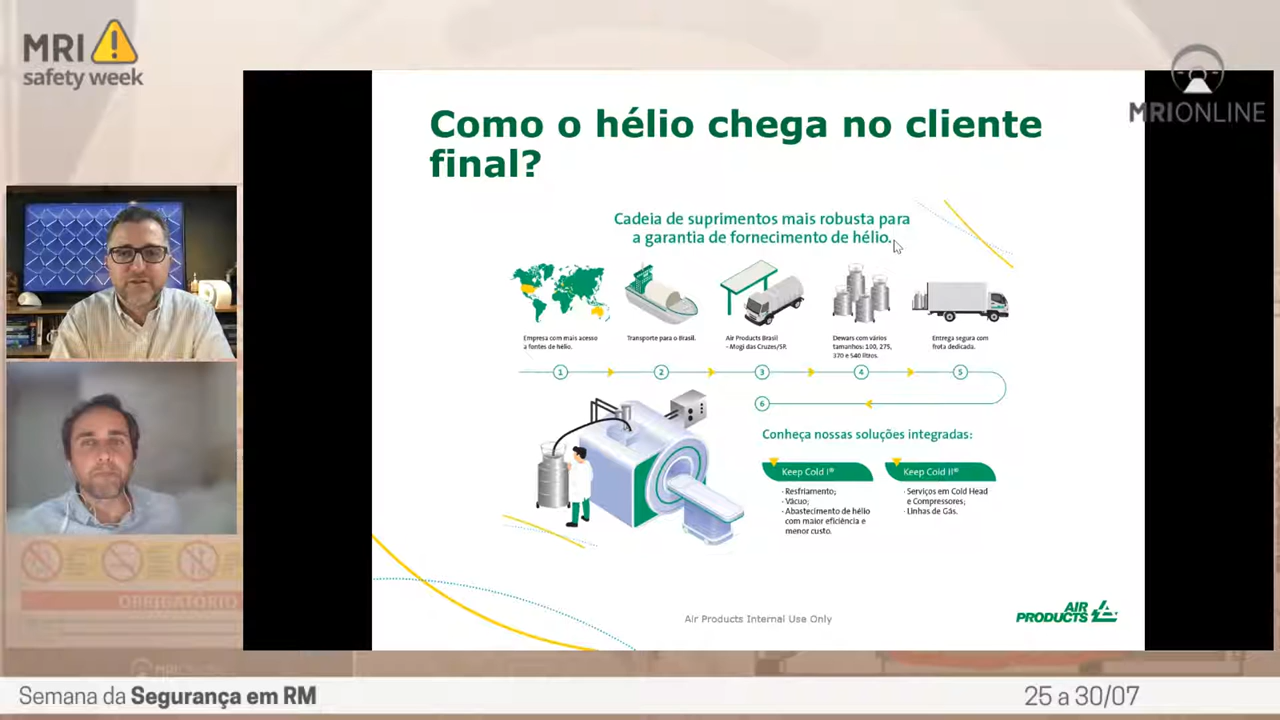 MRI
safety week
MRIONLINE
Como o hélio chega no cliente
final?
Cadeia de suprimentos mais robusta para
a garantia de fornecimento de hélio.
Empresa com mais acesso
a fontes de hélio.
Transporte para o Brasil.
Air Products Brasil
- Mogi das Cruzes/SP.
Dewars com vários
tamanhos: 100, 275,
370 e 540 litros.
Entrega segura com
frota dedicada.
1 2 3 4 5
6
Conheça nossas soluções integradas:
Keep Cold I®
· Resfriamento;
· Vácuo;
· Abastecimento de hélio
com maior eficiência e
menor custo.
Keep Cold II®
· Serviços em Cold Head
e Compressores;
· Linhas de Gás.
Air Products Internal Use Only
AIR
PRODUCTS
OBRIGATÓRIO
Semana da Segurança em RM
25 a 30/07